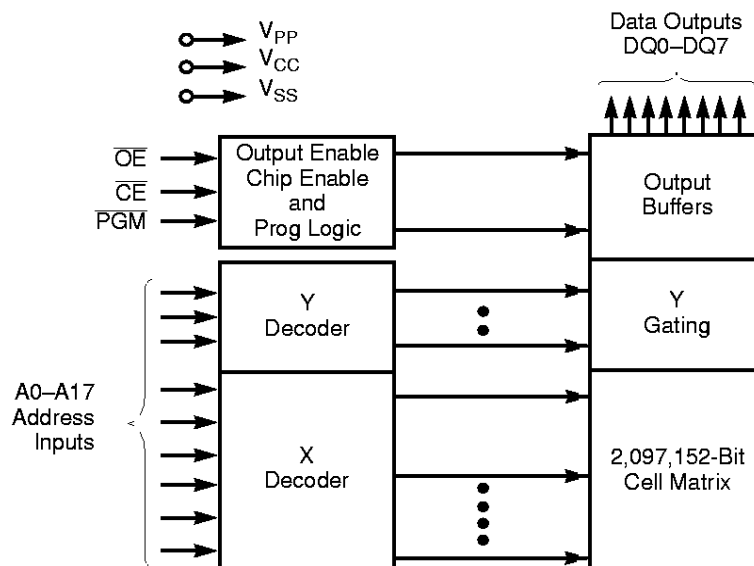 Data Outputs
DQ0–DQ7
VPP
VCC
VSS
OE
CE
PGM
Output Enable
Chip Enable
and
Prog Logic
Output
Buffers
Y
Decoder
Y
Gating
A0–A17
Address
Inputs
X
Decoder
2,097,152-Bit
Cell Matrix